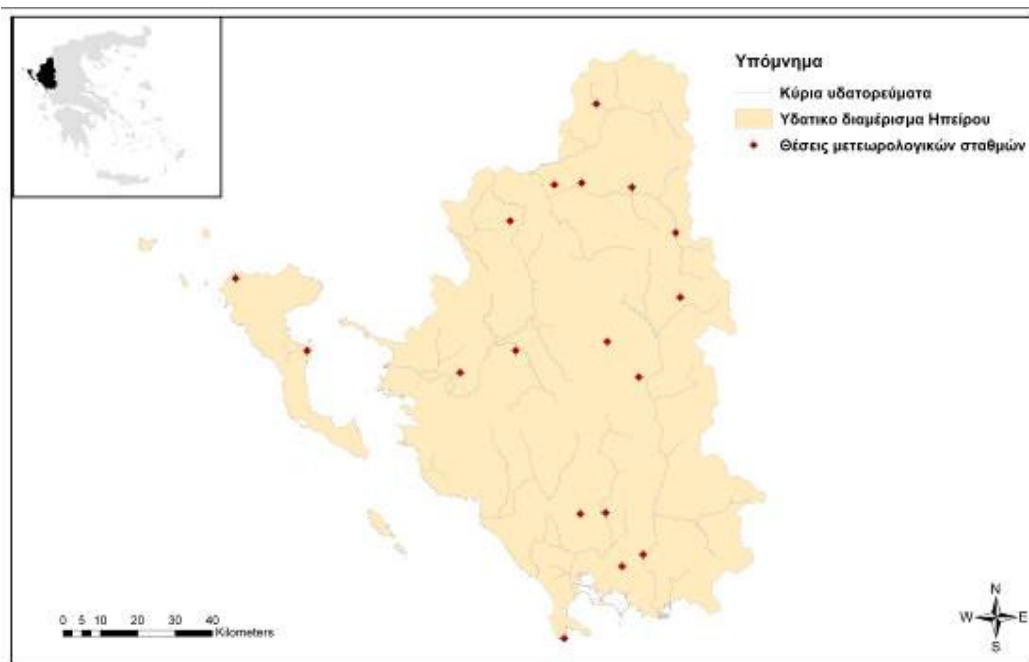 Υπόμνημα
Κύρια υδατορεύματα
Υδατικο διαμέρισμα Ηπείρου
Θέσεις μετεωρολογικών σταθμών
0 5 10 20 30 40
Kilometers
N
W E
S